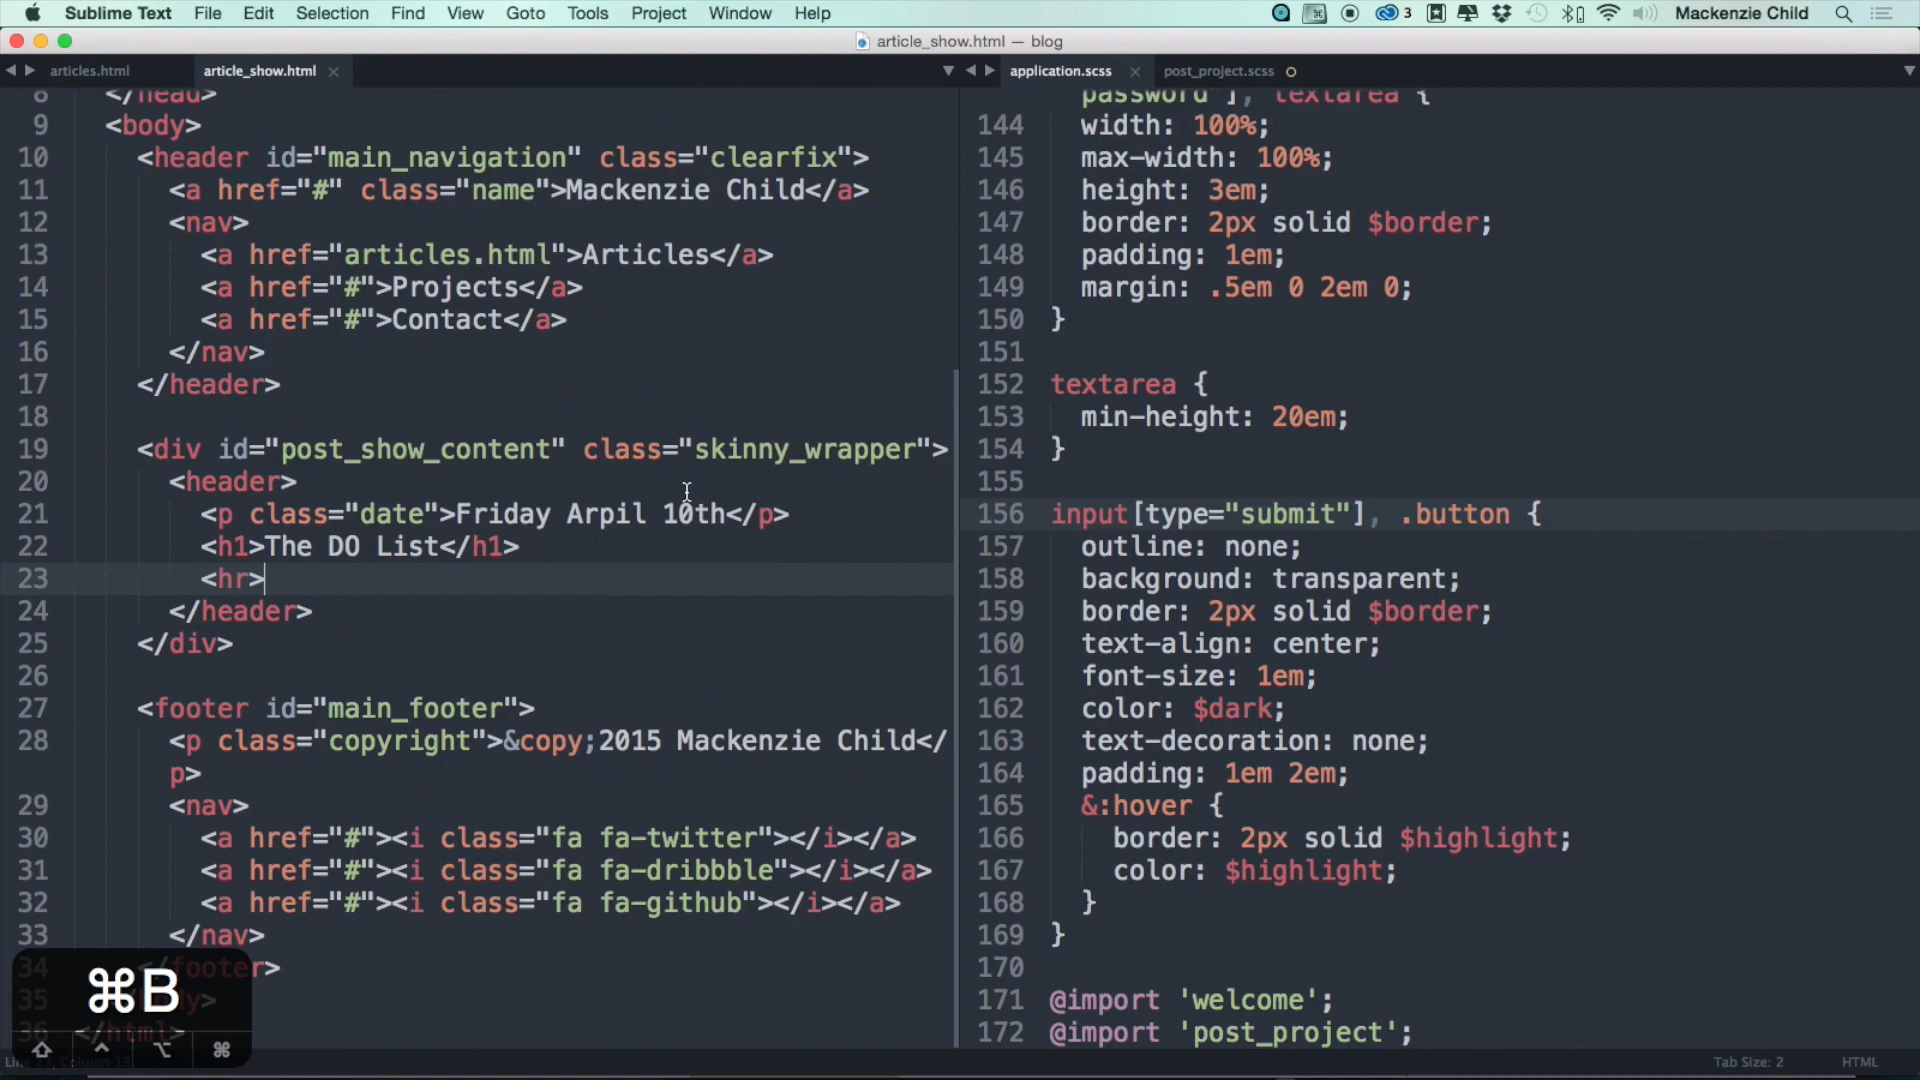 Sublime Text File Edit Selection Find View Goto Tools Project Window Help 3 Mackenzie Child
article_show.html — blog
articles.html article_show.html application.scss post_project.scss
8 </head>
9 <body>
10 <header id="main_navigation" class="clearfix">
11 <a href="#" class="name">Mackenzie Child</a>
12 <nav>
13 <a href="articles.html">Articles</a>
14 <a href="#">Projects</a>
15 <a href="#">Contact</a>
16 </nav>
17 </header>
18
19 <div id="post_show_content" class="skinny_wrapper">
20 <header>
21 <p class="date">Friday Arpil 10th</p>
22 <h1>The DO List</h1>
23 <hr>
24 </header>
25 </div>
26
27 <footer id="main_footer">
28 <p class="copyright">&copy;2015 Mackenzie Child</
p>
29 <nav>
30 <a href="#"><i class="fa fa-twitter"></i></a>
31 <a href="#"><i class="fa fa-dribbble"></i></a>
32 <a href="#"><i class="fa fa-github"></i></a>
33 </nav>
34 </footer>
35 </body>
36 </html>
password"], textarea {
144 width: 100%;
145 max-width: 100%;
146 height: 3em;
147 border: 2px solid $border;
148 padding: 1em;
149 margin: .5em 0 2em 0;
150 }
151
152 textarea {
153 min-height: 20em;
154 }
155
156 input[type="submit"], .button {
157 outline: none;
158 background: transparent;
159 border: 2px solid $border;
160 text-align: center;
161 font-size: 1em;
162 color: $dark;
163 text-decoration: none;
164 padding: 1em 2em;
165 &:hover {
166 border: 2px solid $highlight;
167 color: $highlight;
168 }
169 }
170
171 @import 'welcome';
172 @import 'post_project';
⌘B
⇧ ⌃ ⌥ ⌘
Tab Size: 2 HTML